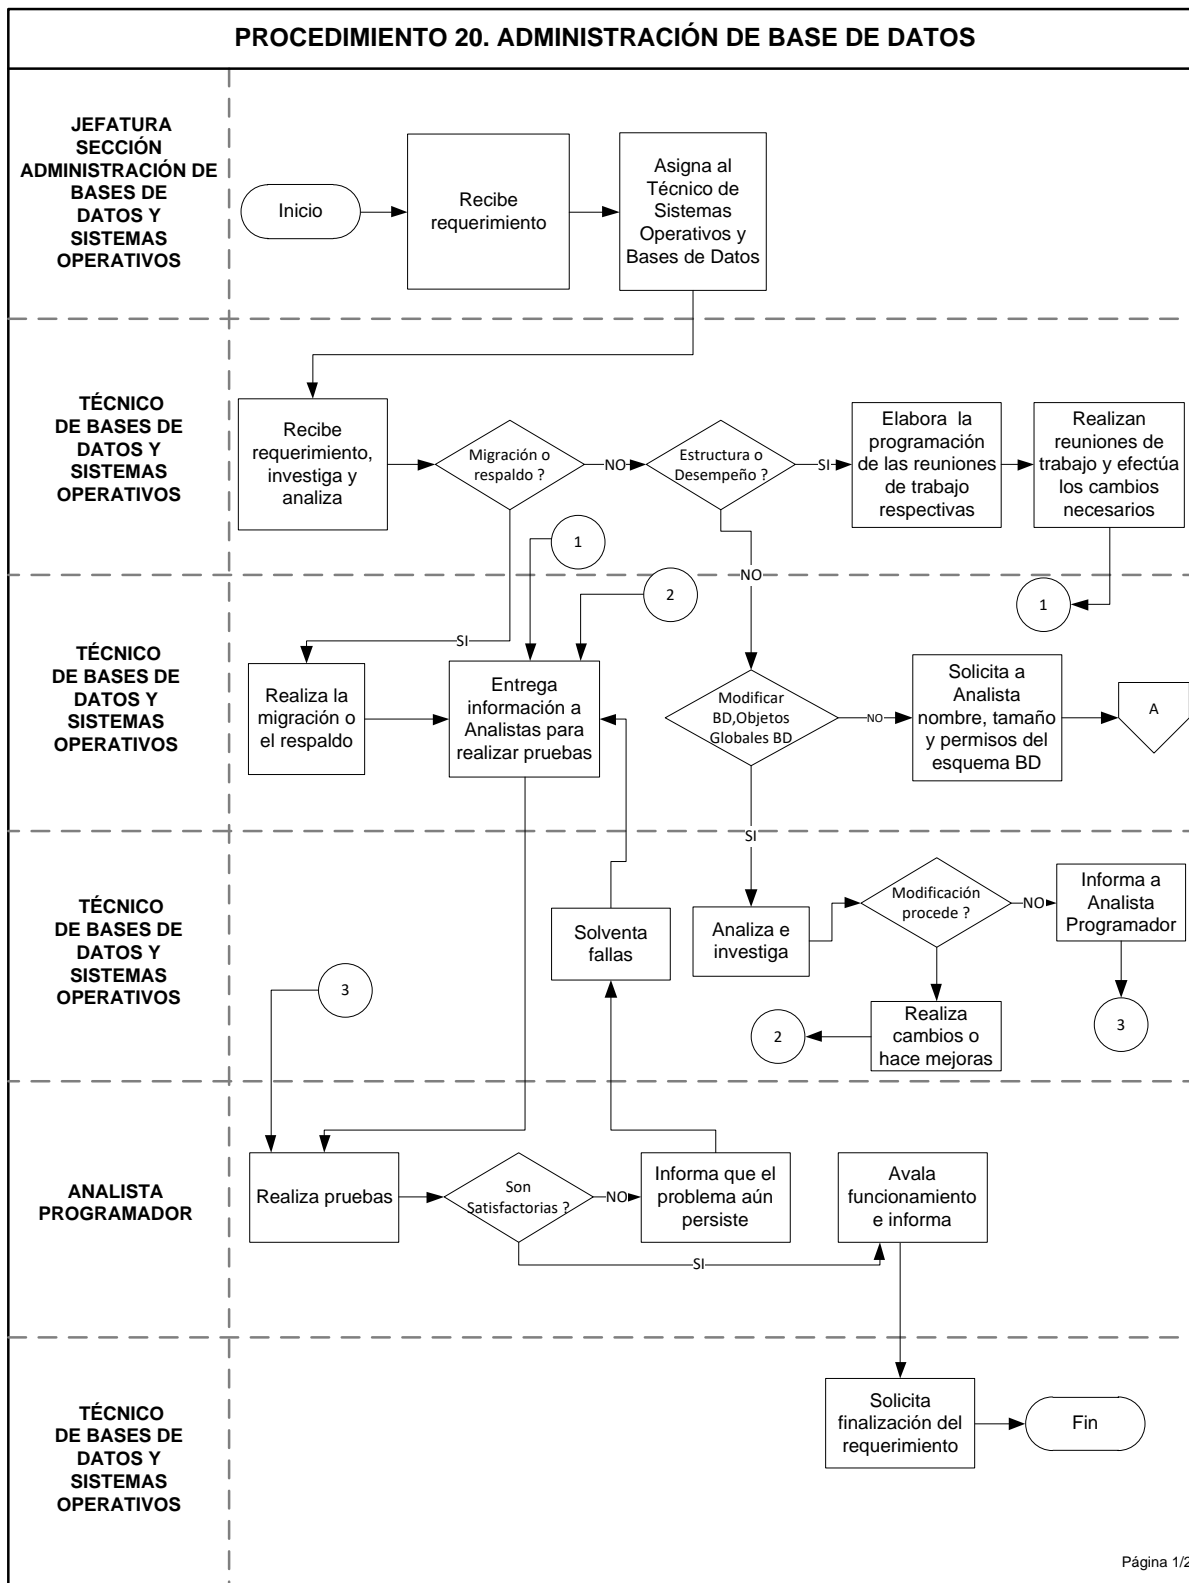 PROCEDIMIENTO 20. ADMINISTRACIÓN DE BASE DE DATOS
JEFATURA
SECCIÓN
ADMINISTRACIÓN DE
BASES DE
DATOS Y
SISTEMAS
OPERATIVOS
Inicio
Recibe
requerimiento
Asigna al
Técnico de
Sistemas
Operativos y
Bases de Datos
TÉCNICO
DE BASES DE
DATOS Y
SISTEMAS
OPERATIVOS
Recibe
requerimiento,
investiga y
analiza
Migración o
respaldo ?
NO
Estructura o
Desempeño ?
SI
Elabora la
programación
de las reuniones
de trabajo
respectivas
Realizan
reuniones de
trabajo y efectúa
los cambios
necesarios
1
NO
2
1
SI
TÉCNICO
DE BASES DE
DATOS Y
SISTEMAS
OPERATIVOS
Realiza la
migración o
el respaldo
Entrega
información a
Analistas para
realizar pruebas
Modificar
BD,Objetos
Globales BD
NO
Solicita a
Analista
nombre, tamaño
y permisos del
esquema BD
A
SI
TÉCNICO
DE BASES DE
DATOS Y
SISTEMAS
OPERATIVOS
3
Solventa
fallas
Analiza e
investiga
Modificación
procede ?
NO
Informa a
Analista
Programador
2
Realiza
cambios o
hace mejoras
3
ANALISTA
PROGRAMADOR
Realiza pruebas
Son
Satisfactorias ?
NO
Informa que el
problema aún
persiste
Avala
funcionamiento
e informa
SI
TÉCNICO
DE BASES DE
DATOS Y
SISTEMAS
OPERATIVOS
Solicita
finalización del
requerimiento
Fin
Página 1/2